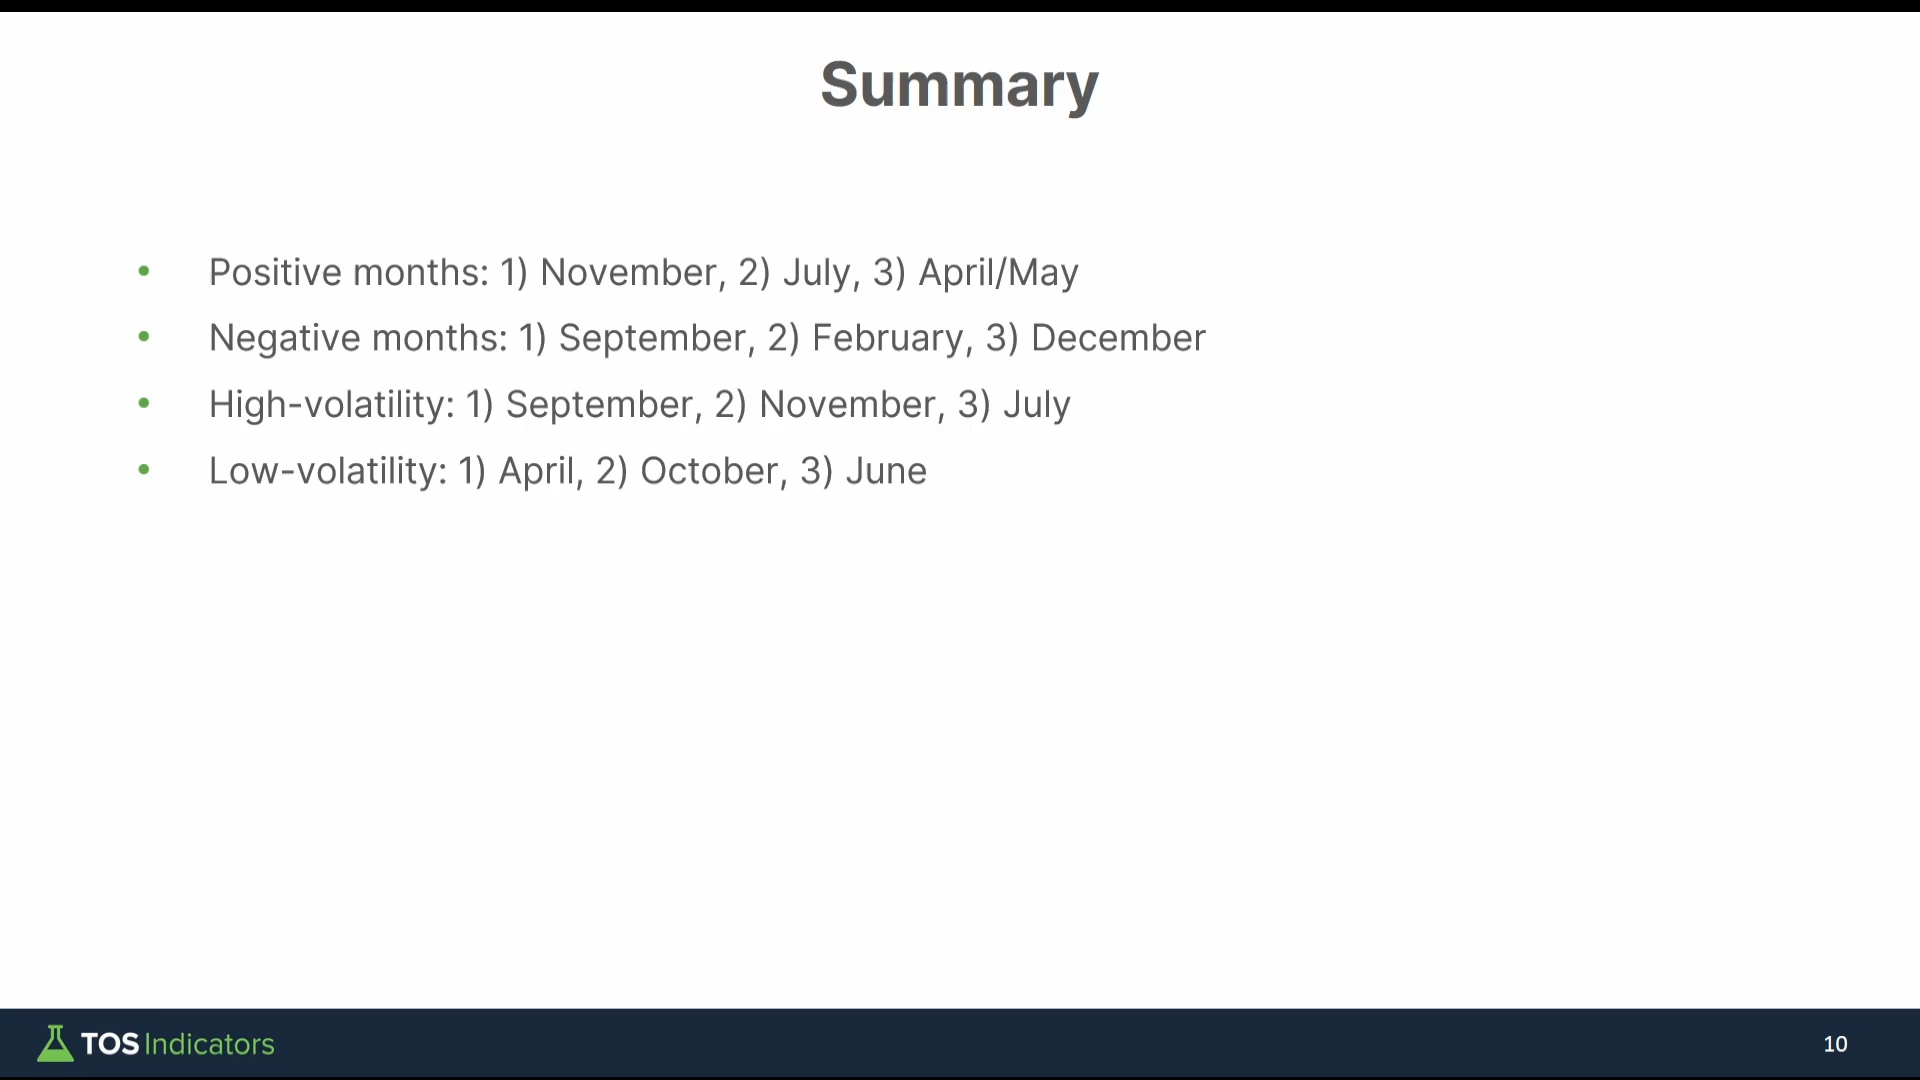 Summary
• Positive months: 1) November, 2) July, 3) April/May
• Negative months: 1) September, 2) February, 3) December
• High-volatility: 1) September, 2) November, 3) July
• Low-volatility: 1) April, 2) October, 3) June
TOS Indicators
10